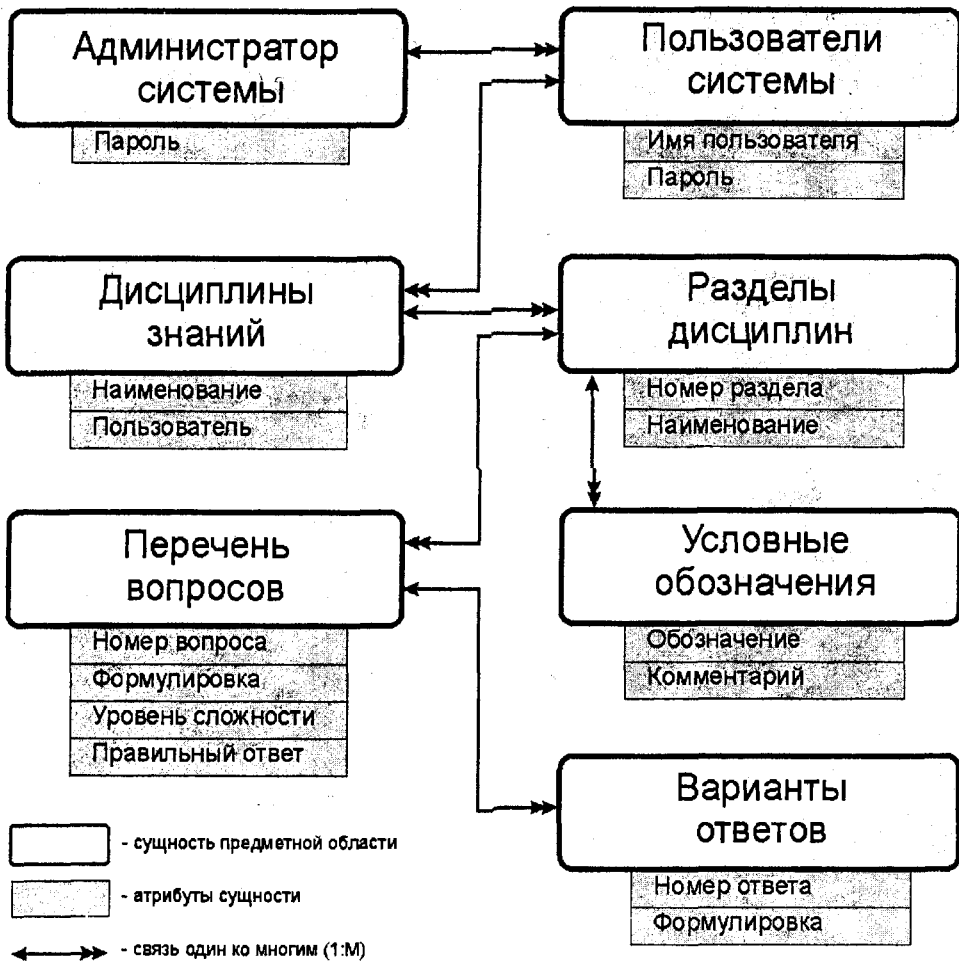 Администратор
системы
Пароль
Пользователи
системы
Имя пользователя
Пароль
Дисциплины
знаний
Наименование
Пользователь
Разделы
дисциплин
Номер раздела
Наименование
Перечень
вопросов
Номер вопроса
Формулировка
Уровень сложности
Правильный ответ
Условные
обозначения
Обозначение
Комментарий
Варианты
ответов
Номер ответа
Формулировка
- сущность предметной области
- атрибуты сущности
- связь один ко многим (1:М)